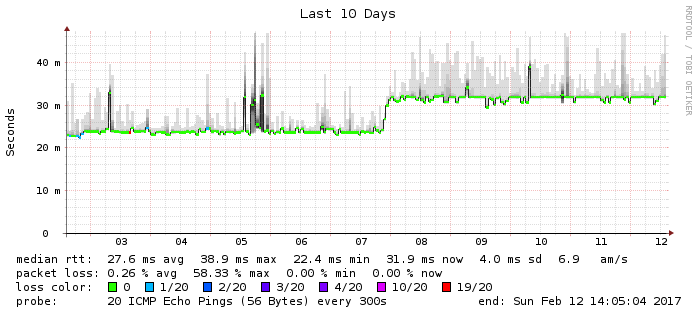 Last 10 Days
RRDTOOL / TOBI OETIKER
Seconds
40 m
30 m
20 m
10 m
0
03 04 05 06 07 08 09 10 11 12
median rtt: 27.6 ms avg 38.9 ms max 22.4 ms min 31.9 ms now 4.0 ms sd 6.9 am/s
packet loss: 0.26 % avg 58.33 % max 0.00 % min 0.00 % now
loss color: 0 1/20 2/20 3/20 4/20 10/20 19/20
probe: 20 ICMP Echo Pings (56 Bytes) every 300s end: Sun Feb 12 14:05:04 2017